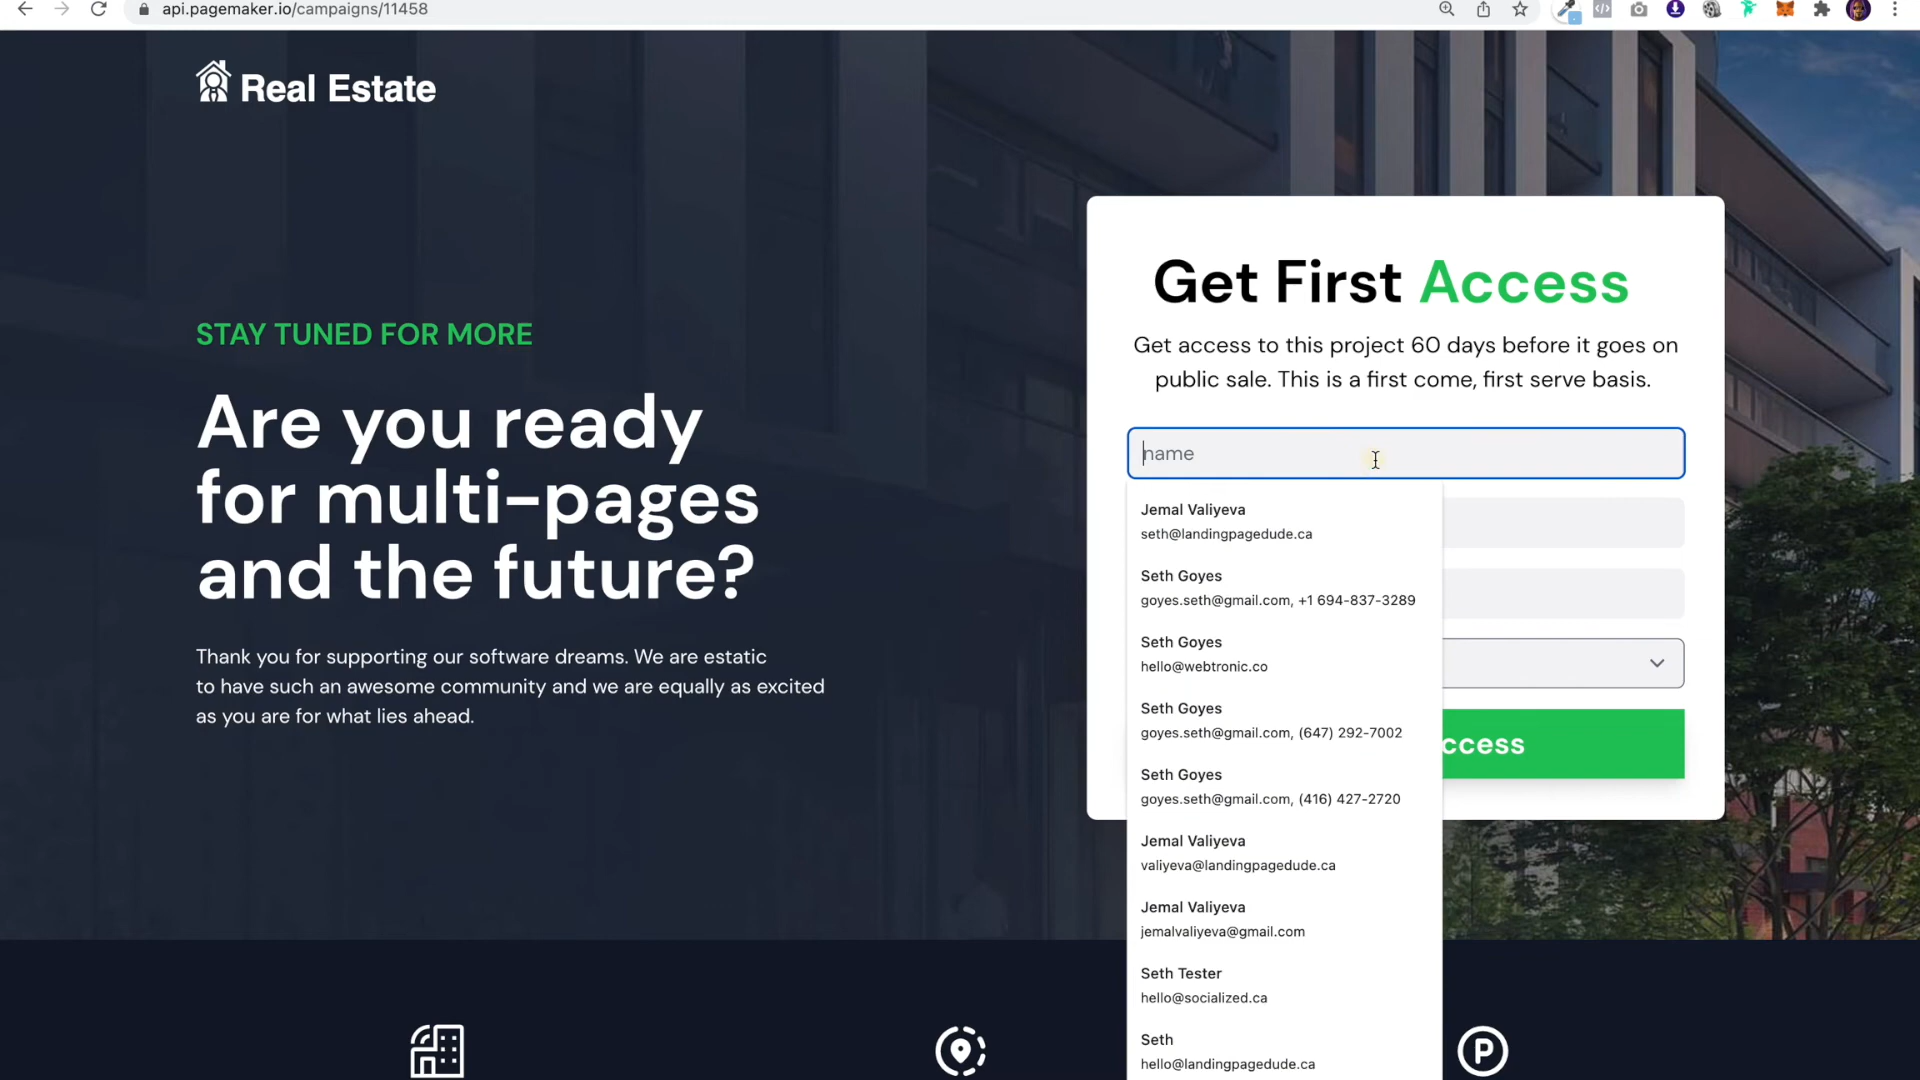 api.pagemaker.io/campaigns/11458
Real Estate
STAY TUNED FOR MORE
Are you ready
for multi-pages
and the future?
Thank you for supporting our software dreams. We are estatic
to have such an awesome community and we are equally as excited
as you are for what lies ahead.
Get First Access
Get access to this project 60 days before it goes on
public sale. This is a first come, first serve basis.
name
Jemal Valiyeva
seth@landingpagedude.ca
Seth Goyes
goyes.seth@gmail.com, +1 694-837-3289
Seth Goyes
hello@webtronic.co
Seth Goyes
goyes.seth@gmail.com, (647) 292-7002
Seth Goyes
goyes.seth@gmail.com, (416) 427-2720
Jemal Valiyeva
valiyeva@landingpagedude.ca
Jemal Valiyeva
jemalvaliyeva@gmail.com
Seth Tester
hello@socialized.ca
Seth
hello@landingpagedude.ca
ccess
P